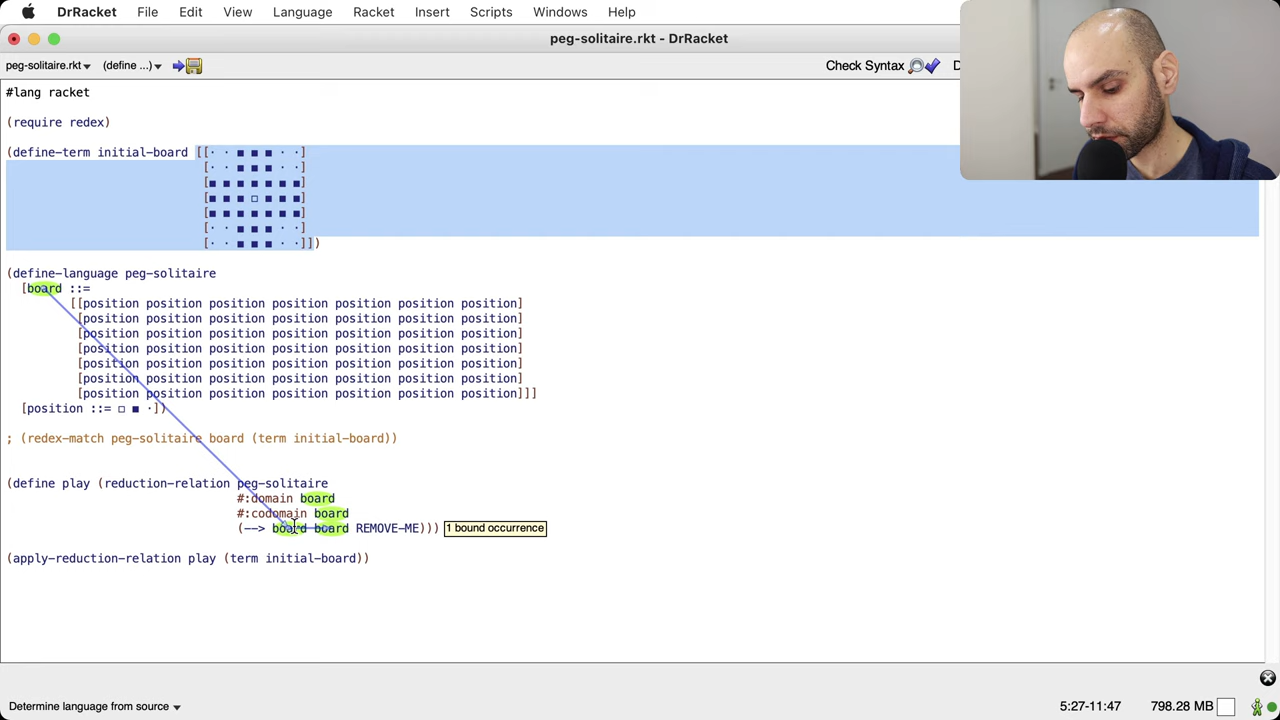 DrRacket File Edit View Language Racket Insert Scripts Windows Help
peg-solitaire.rkt - DrRacket
peg-solitaire.rkt▾ (define ...)▾ Check Syntax D
#lang racket
(require redex)
(define-term initial-board [[· · ■ ■ ■ · ·]
[· · ■ ■ ■ · ·]
[■ ■ ■ ■ ■ ■ ■]
[■ ■ ■ □ ■ ■ ■]
[■ ■ ■ ■ ■ ■ ■]
[· · ■ ■ ■ · ·]
[· · ■ ■ ■ · ·]])
(define-language peg-solitaire
[board ::=
[[position position position position position position position]
[position position position position position position position]
[position position position position position position position]
[position position position position position position position]
[position position position position position position position]
[position position position position position position position]
[position position position position position position position]]]
[position ::= □ ■ ·])
; (redex-match peg-solitaire board (term initial-board))
(define play (reduction-relation peg-solitaire
#:domain board
#:codomain board
(--> board board REMOVE-ME))) 1 bound occurrence
(apply-reduction-relation play (term initial-board))
Determine language from source ▾ 5:27-11:47 798.28 MB